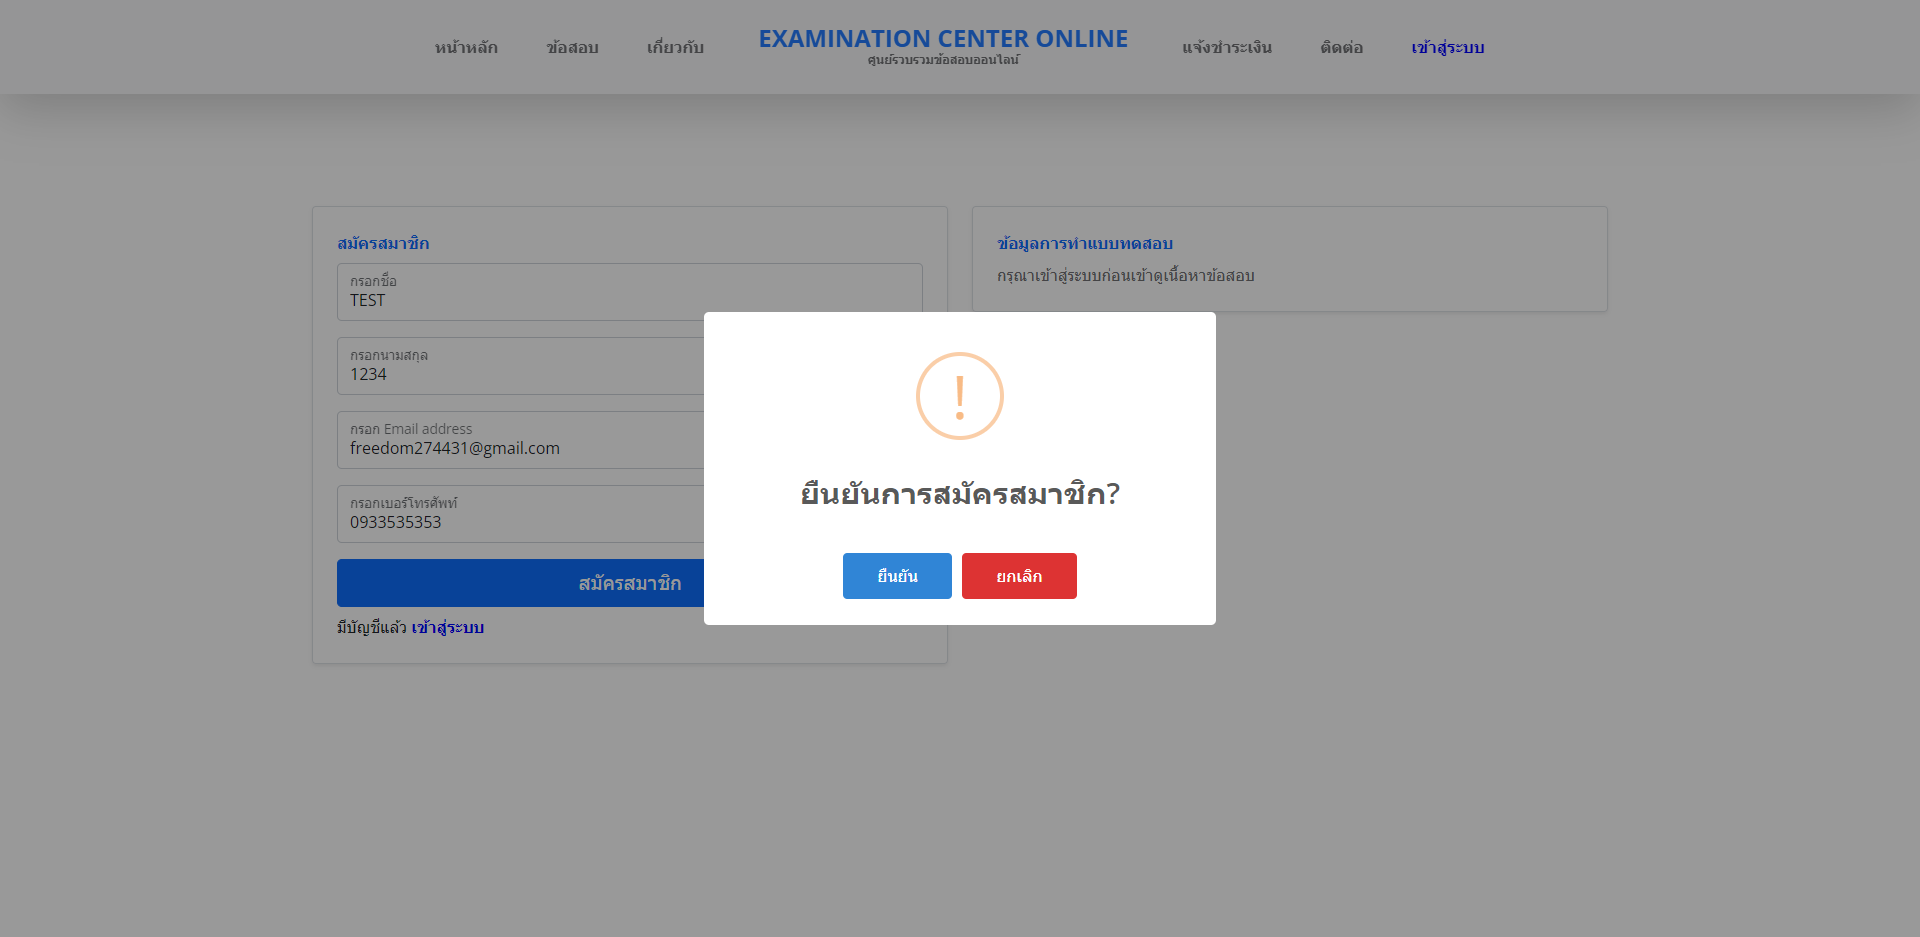 หน้าหลัก
ข้อสอบ
เกี่ยวกับ
EXAMINATION CENTER ONLINE
ศูนย์รวบรวมข้อสอบออนไลน์
แจ้งชำระเงิน
ติดต่อ
เข้าสู่ระบบ
สมัครสมาชิก
กรอกชื่อ
TEST
กรอกนามสกุล
1234
กรอก Email address
freedom274431@gmail.com
กรอกเบอร์โทรศัพท์
0933535353
สมัครสมาชิก
มีบัญชีแล้ว เข้าสู่ระบบ
ข้อมูลการทำแบบทดสอบ
กรุณาเข้าสู่ระบบก่อนเข้าดูเนื้อหาข้อสอบ
!
ยืนยันการสมัครสมาชิก?
ยืนยัน
ยกเลิก